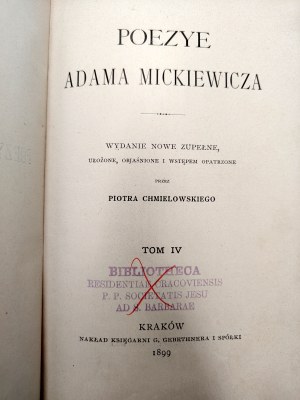 POEZYE
ADAMA MICKIEWICZA
WYDANIE NOWE ZUPEŁNE,
UŁOŻONE, OBJAŚNIONE I WSTĘPEM OPATRZONE
PRZEZ
PIOTRA CHMIELOWSKIEGO
TOM IV
BIBLIOTHECA
RESIDENTIAE CRACOVIENSIS
P. P. SOCIETATIS JESU
AD S. BARBARAE
KRAKÓW
NAKŁAD KSIĘGARNI G. GEBETHNERA I SPÓŁKI
1899